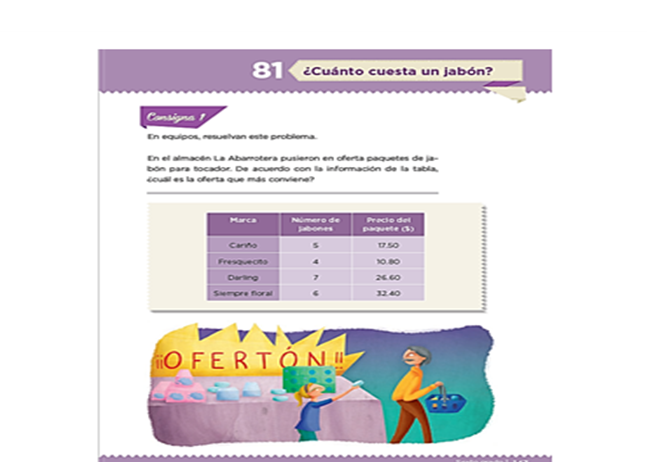 81 ¿Cuánto cuesta un jabón?
Consigna 1
En equipos, resuelvan este problema.
En el almacén La Abarrotera pusieron en oferta paquetes de ja-
bón para tocador. De acuerdo con la información de la tabla,
¿cuál es la oferta que más conviene?
Marca Número de jabones Precio del paquete ($)
Cariño 5 17.50
Fresquecito 4 10.80
Darling 7 26.60
Siempre floral 6 32.40
¡¡OFERTÓN!!